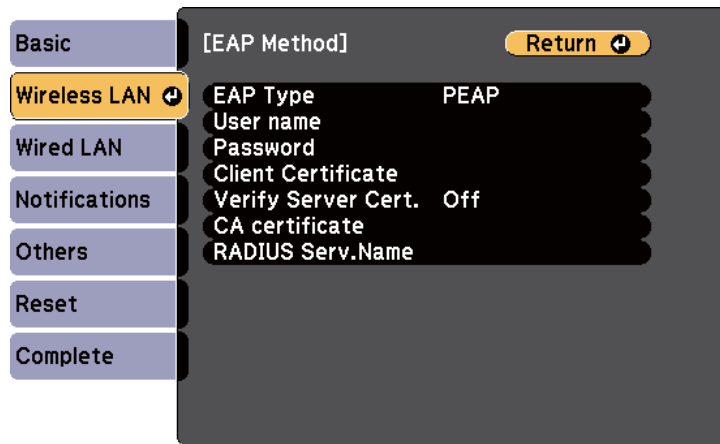 Basic
Wireless LAN
Wired LAN
Notifications
Others
Reset
Complete
[EAP Method]
Return
EAP Type PEAP
User name
Password
Client Certificate
Verify Server Cert. Off
CA certificate
RADIUS Serv.Name